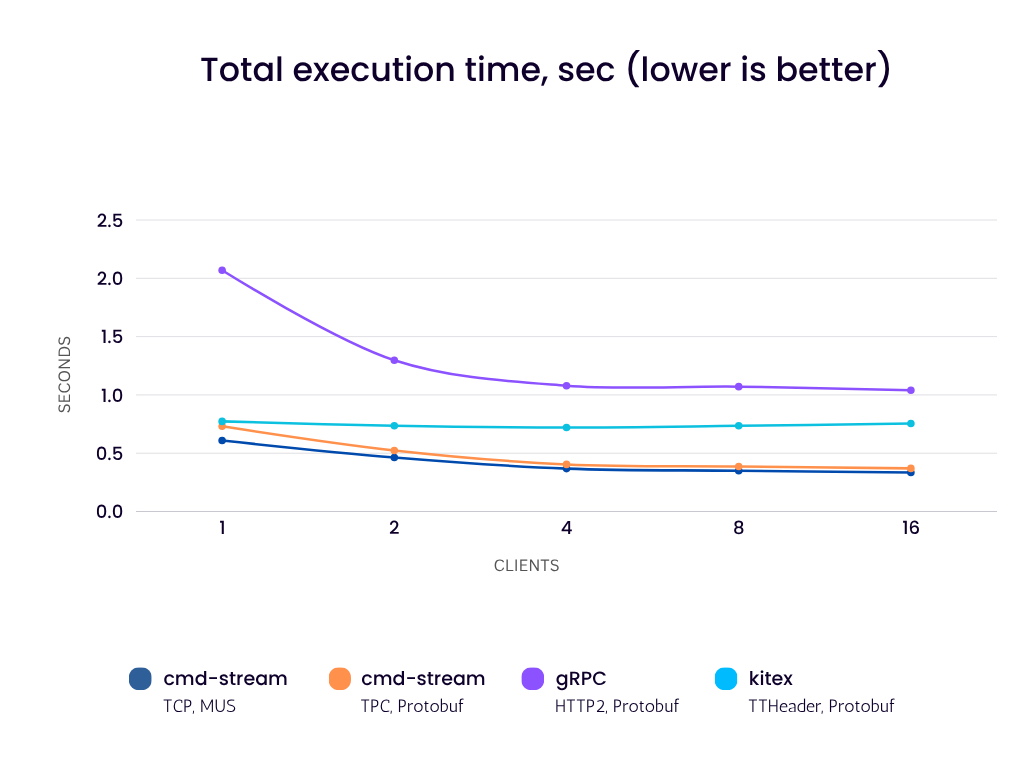 Total execution time, sec (lower is better)
2.5
2.0
1.5
1.0
0.5
0.0
SECONDS
1 2 4 8 16
CLIENTS
cmd-stream cmd-stream gRPC kitex
TCP, MUS TPC, Protobuf HTTP2, Protobuf TTHeader, Protobuf